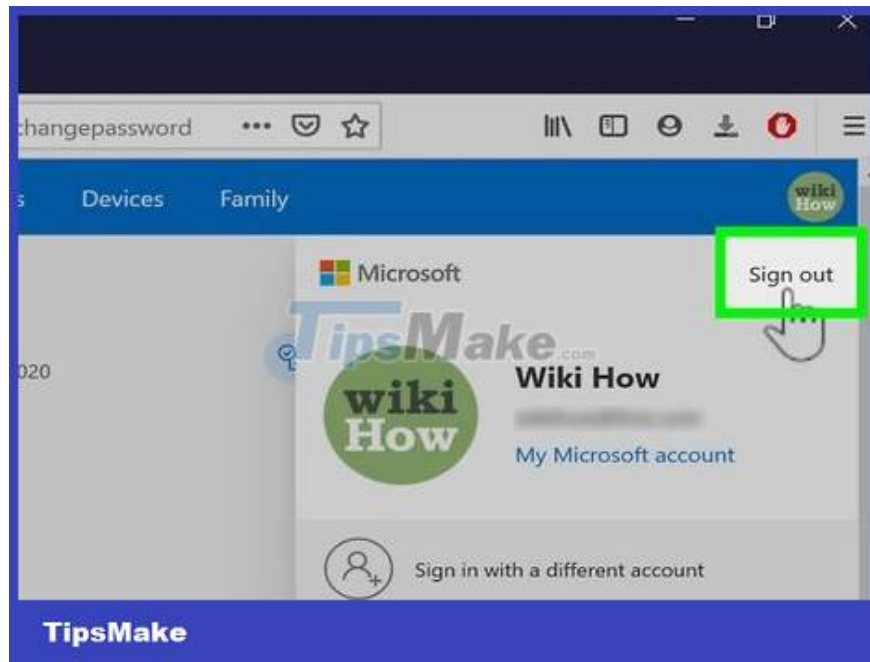 changepassword
Devices Family
wiki
How
Microsoft
Sign out
TipsMake.com
020
Wiki How
wiki
How
My Microsoft account
Sign in with a different account
TipsMake